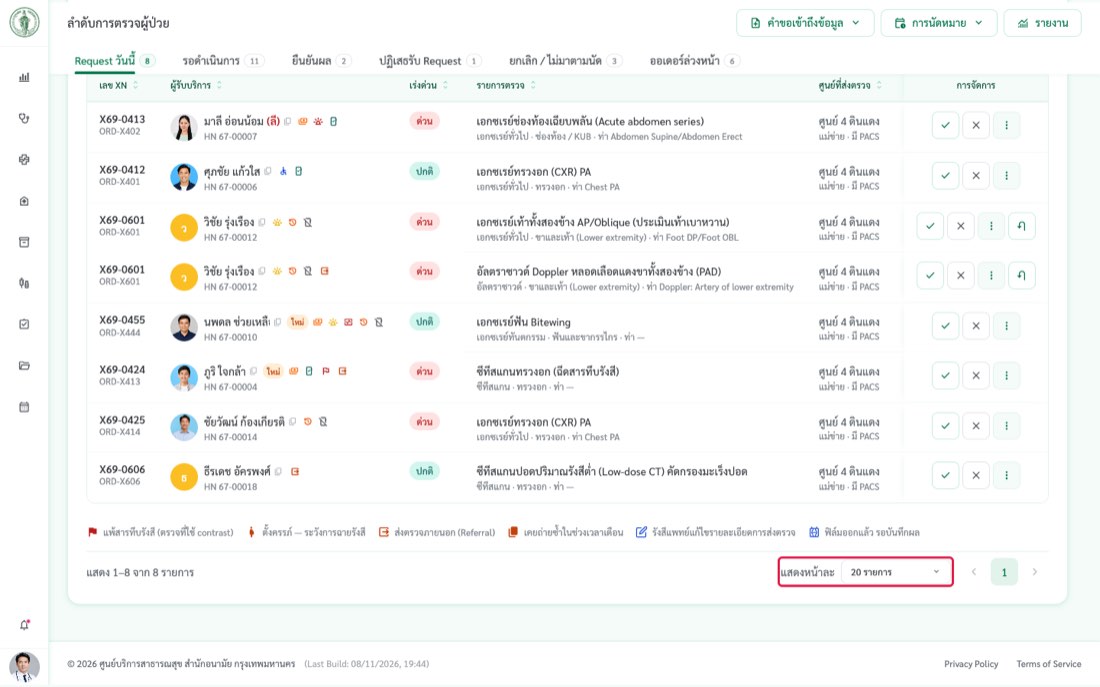 ลำดับการตรวจผู้ป่วย
คำขอเข้าถึงข้อมูล
การนัดหมาย
รายงาน
Request วันนี้ 8
รอดำเนินการ 11
ยืนยันผล 2
ปฏิเสธรับ Request 1
ยกเลิก / ไม่มาตามนัด 3
ออเดอร์ล่วงหน้า 6
เลข XN ผู้รับบริการ เร่งด่วน รายการตรวจ ศูนย์ที่ส่งตรวจ การจัดการ
X69-0413 มาลี อ่อนน้อม (ลี) ด่วน เอกซเรย์ช่องท้องเฉียบพลัน (Acute abdomen series) ศูนย์ 4 ดินแดง
ORD-X402 HN 67-00007 เอกซเรย์ทั่วไป · ช่องท้อง / KUB · ท่า Abdomen Supine/Abdomen Erect แม่ข่าย · มี PACS
X69-0412 ศุภชัย แก้วใส ปกติ เอกซเรย์ทรวงอก (CXR) PA ศูนย์ 4 ดินแดง
ORD-X401 HN 67-00006 เอกซเรย์ทั่วไป · ทรวงอก · ท่า Chest PA แม่ข่าย · มี PACS
X69-0601 ว วิชัย รุ่งเรือง ด่วน เอกซเรย์เท้าทั้งสองข้าง AP/Oblique (ประเมินเท้าเบาหวาน) ศูนย์ 4 ดินแดง
ORD-X601 HN 67-00012 เอกซเรย์ทั่วไป · ขาและเท้า (Lower extremity) · ท่า Foot DP/Foot OBL แม่ข่าย · มี PACS
X69-0601 ว วิชัย รุ่งเรือง ด่วน อัลตราซาวด์ Doppler หลอดเลือดแดงขาทั้งสองข้าง (PAD) ศูนย์ 4 ดินแดง
ORD-X601 HN 67-00012 อัลตราซาวด์ · ขาและเท้า (Lower extremity) · ท่า Doppler: Artery of lower extremity แม่ข่าย · มี PACS
X69-0455 นพดล ช่วยเหลื ใหม่ ปกติ เอกซเรย์ฟัน Bitewing ศูนย์ 4 ดินแดง
ORD-X444 HN 67-00010 เอกซเรย์ทันตกรรม · ฟันและขากรรไกร · ท่า — แม่ข่าย · มี PACS
X69-0424 ภูริ ใจกล้า ใหม่ ด่วน ซีทีสแกนทรวงอก (ฉีดสารทึบรังสี) ศูนย์ 4 ดินแดง
ORD-X413 HN 67-00004 ซีทีสแกน · ทรวงอก · ท่า — แม่ข่าย · มี PACS
X69-0425 ชัยวัฒน์ ก้องเกียรติ ด่วน เอกซเรย์ทรวงอก (CXR) PA ศูนย์ 4 ดินแดง
ORD-X414 HN 67-00014 เอกซเรย์ทั่วไป · ทรวงอก · ท่า Chest PA แม่ข่าย · มี PACS
X69-0606 ธ ธีรเดช อัครพงศ์ ปกติ ซีทีสแกนปอดปริมาณรังสีต่ำ (Low-dose CT) คัดกรองมะเร็งปอด ศูนย์ 4 ดินแดง
ORD-X606 HN 67-00018 ซีทีสแกน · ทรวงอก · ท่า — แม่ข่าย · มี PACS
แพ้สารทึบรังสี (ตรวจที่ใช้ contrast) ตั้งครรภ์ — ระวังการฉายรังสี ส่งตรวจภายนอก (Referral) เคยถ่ายซ้ำในช่วงเวลาเดือน รังสีแพทย์แก้ไขรายละเอียดการส่งตรวจ ฟิล์มออกแล้ว รอบันทึกผล
แสดง 1–8 จาก 8 รายการ แสดงหน้าละ 20 รายการ 1
© 2026 ศูนย์บริการสาธารณสุข สำนักอนามัย กรุงเทพมหานคร (Last Build: 08/11/2026, 19:44) Privacy Policy Terms of Service